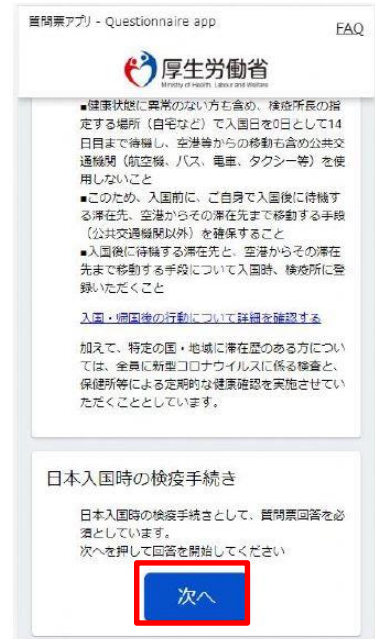 質問票アプリ - Questionnaire app
FAQ
厚生労働省
Ministry of Health, Labour and Welfare
■健康状態に異常のない方も含め、検疫所長の指
定する場所（自宅など）で入国日を0日として14
日目まで待機し、空港等からの移動も含め公共交
通機関（航空機、バス、電車、タクシー等）を使
用しないこと
■このため、入国前に、ご自身で入国後に待機す
る滞在先、空港からその滞在先まで移動する手段
（公共交通機関以外）を確保すること
■入国後に待機する滞在先と、空港からその滞在
先まで移動する手段について入国時、検疫所に登
録いただくこと
入国・帰国後の行動について詳細を確認する
加えて、特定の国・地域に滞在歴のある方につい
ては、全員に新型コロナウイルスに係る検査と、
保健所等による定期的な健康確認を実施させてい
ただくこととしています。
日本入国時の検疫手続き
日本入国時の検疫手続きとして、質問票回答を必
須としています。
次へを押して回答を開始してください
次へ